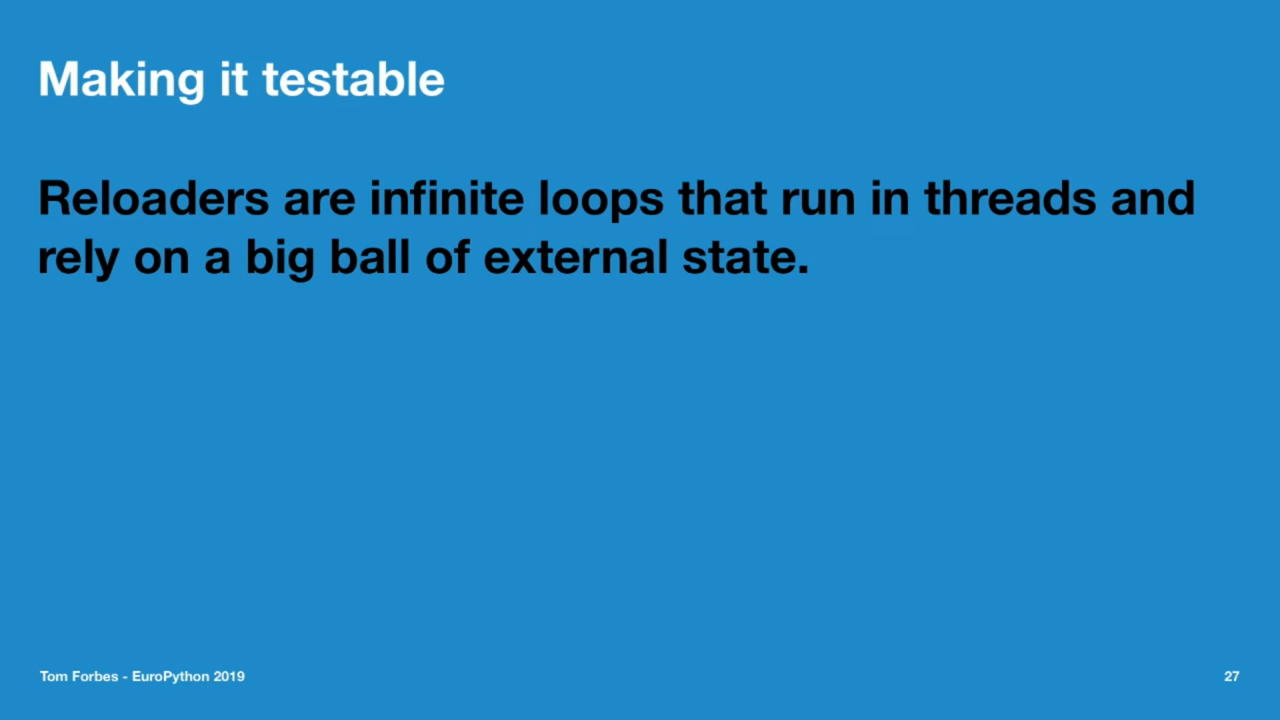 Making it testable
Reloaders are infinite loops that run in threads and
rely on a big ball of external state.
Tom Forbes - EuroPython 2019
27